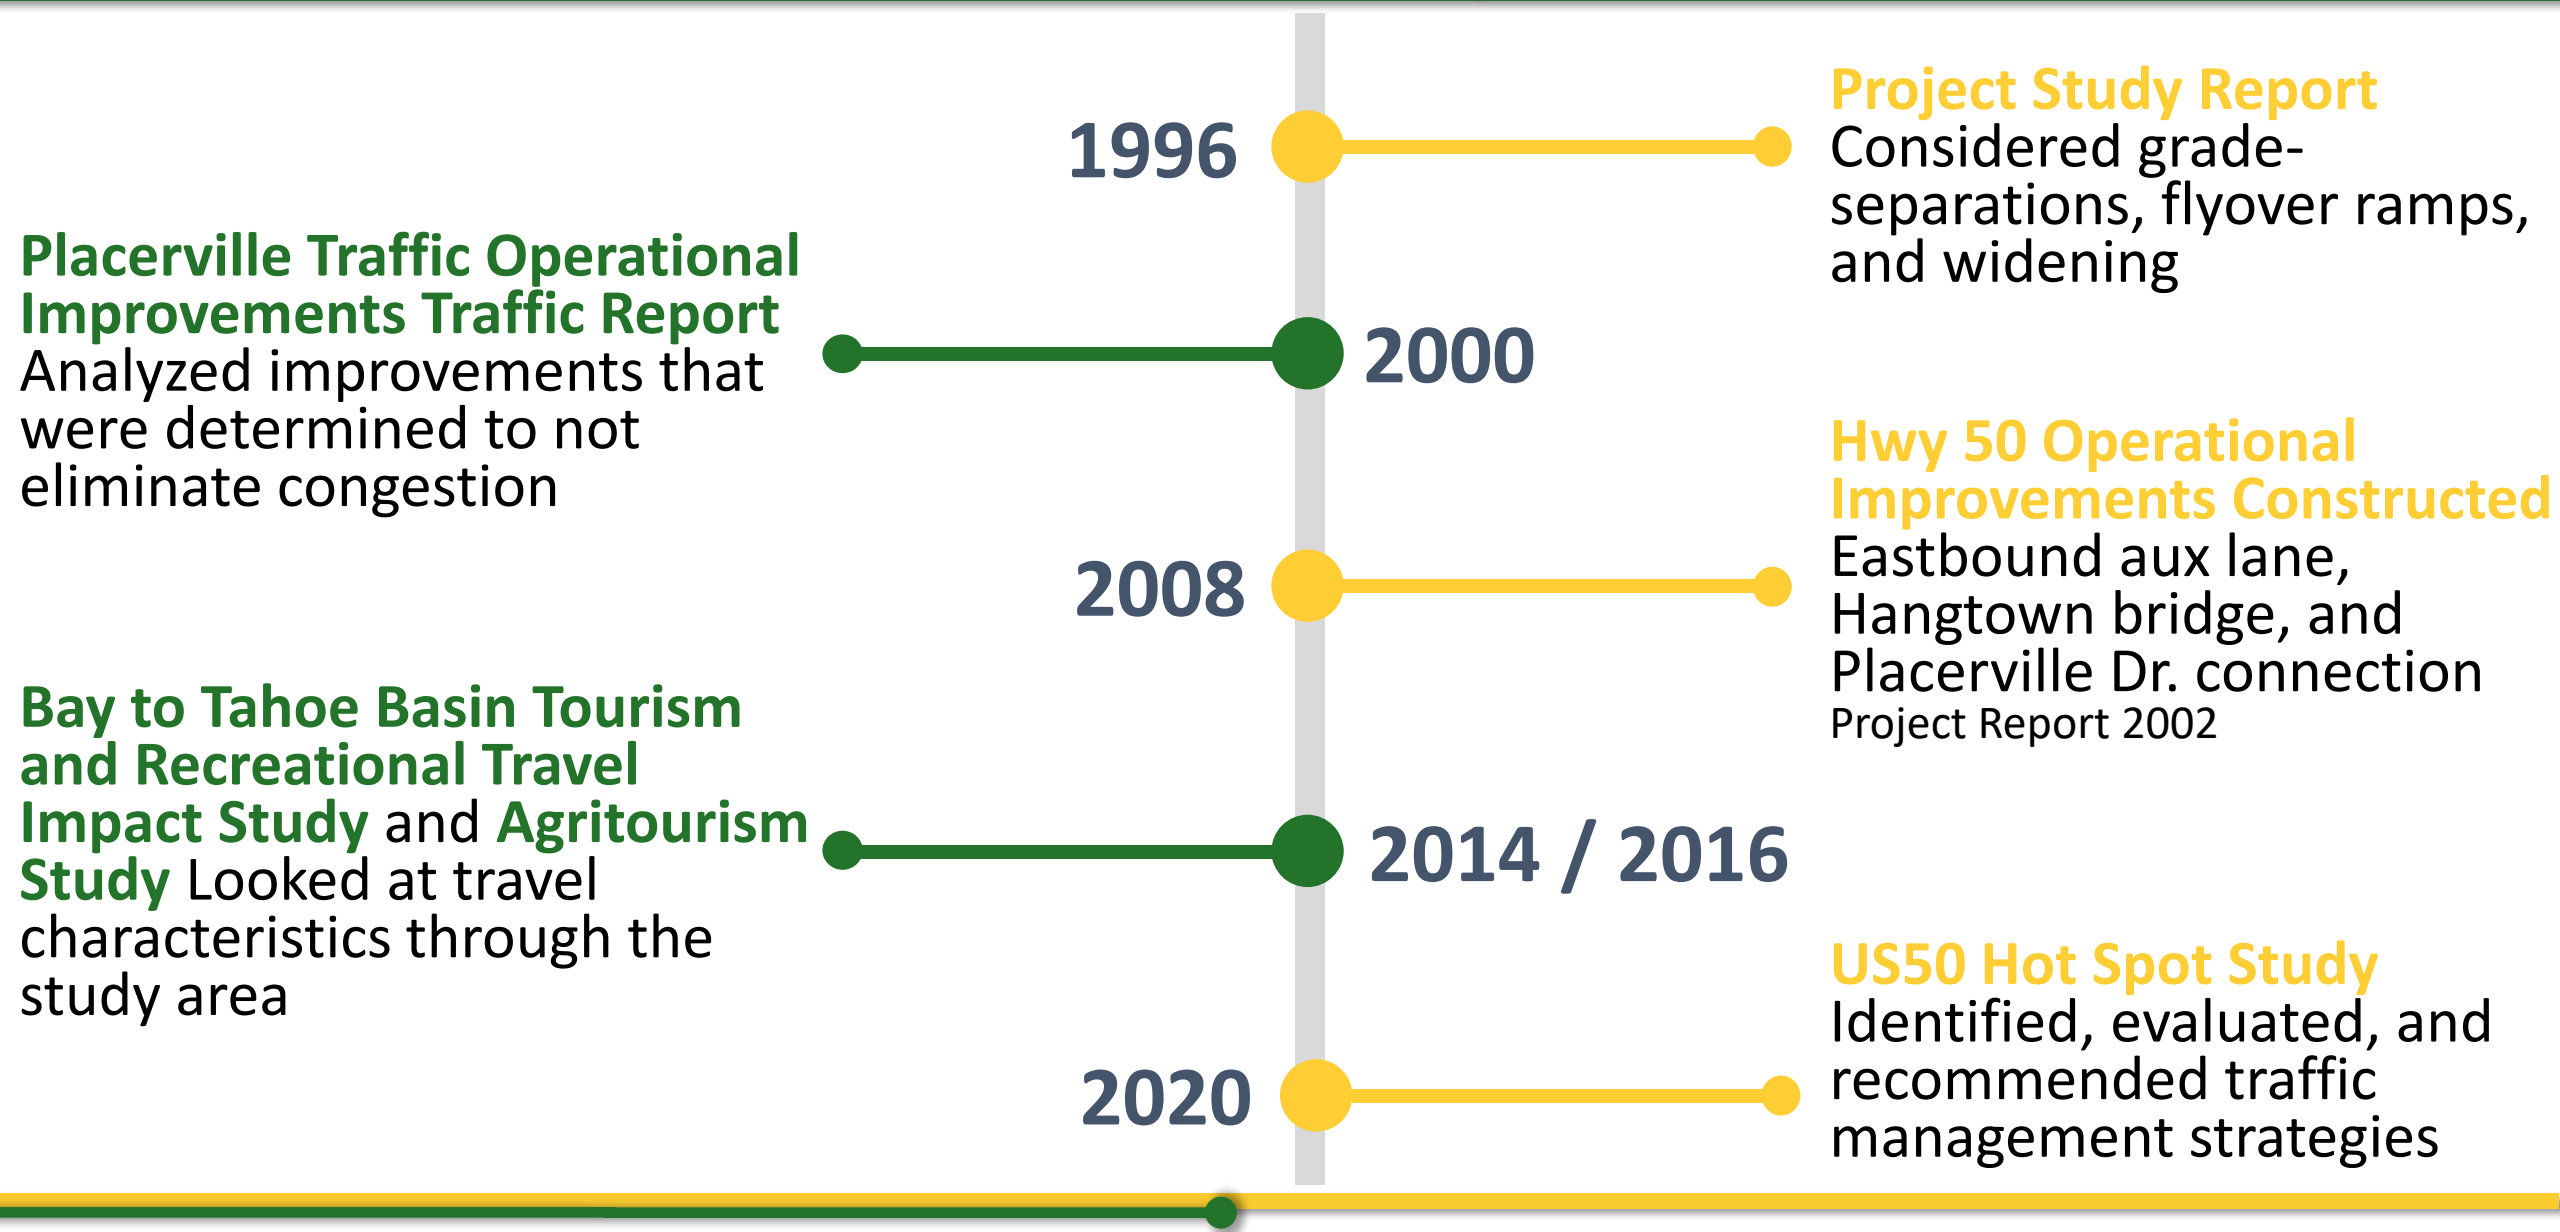 1996
Project Study Report
Considered grade-
separations, flyover ramps,
and widening
Placerville Traffic Operational
Improvements Traffic Report
Analyzed improvements that
were determined to not
eliminate congestion
2000
2008
Hwy 50 Operational
Improvements Constructed
Eastbound aux lane,
Hangtown bridge, and
Placerville Dr. connection
Project Report 2002
Bay to Tahoe Basin Tourism
and Recreational Travel
Impact Study and Agritourism
Study Looked at travel
characteristics through the
study area
2014 / 2016
2020
US50 Hot Spot Study
Identified, evaluated, and
recommended traffic
management strategies